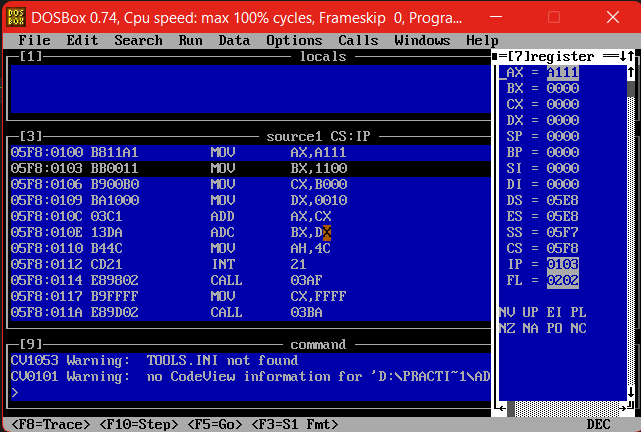 DOSBox 0.74, Cpu speed: max 100% cycles, Frameskip 0, Progra...
File Edit Search Run Data Options Calls Windows Help
[1] locals
[3] source1 CS:IP
05F8:0100 B811A1 MOV AX,A111
05F8:0103 BB0011 MOV BX,1100
05F8:0106 B900B0 MOV CX,B000
05F8:0109 BA1000 MOV DX,0010
05F8:010C 03C1 ADD AX,CX
05F8:010E 13DA ADC BX,DX
05F8:0110 B44C MOV AH,4C
05F8:0112 CD21 INT 21
05F8:0114 E89802 CALL 03AF
05F8:0117 B9FFFF MOV CX,FFFF
05F8:011A E89D02 CALL 03BA
[9] command
CV1053 Warning: TOOLS.INI not found
CV0101 Warning: no CodeView information for 'D:\PRACTI~1\AD
>
[7]register
AX = A111
BX = 0000
CX = 0000
DX = 0000
SP = 0000
BP = 0000
SI = 0000
DI = 0000
DS = 05E8
ES = 05E8
SS = 05F7
CS = 05F8
IP = 0103
FL = 0202
NV UP EI PL
NZ NA PO NC
<F8=Trace> <F10=Step> <F5=Go> <F3=S1 Fmt> DEC